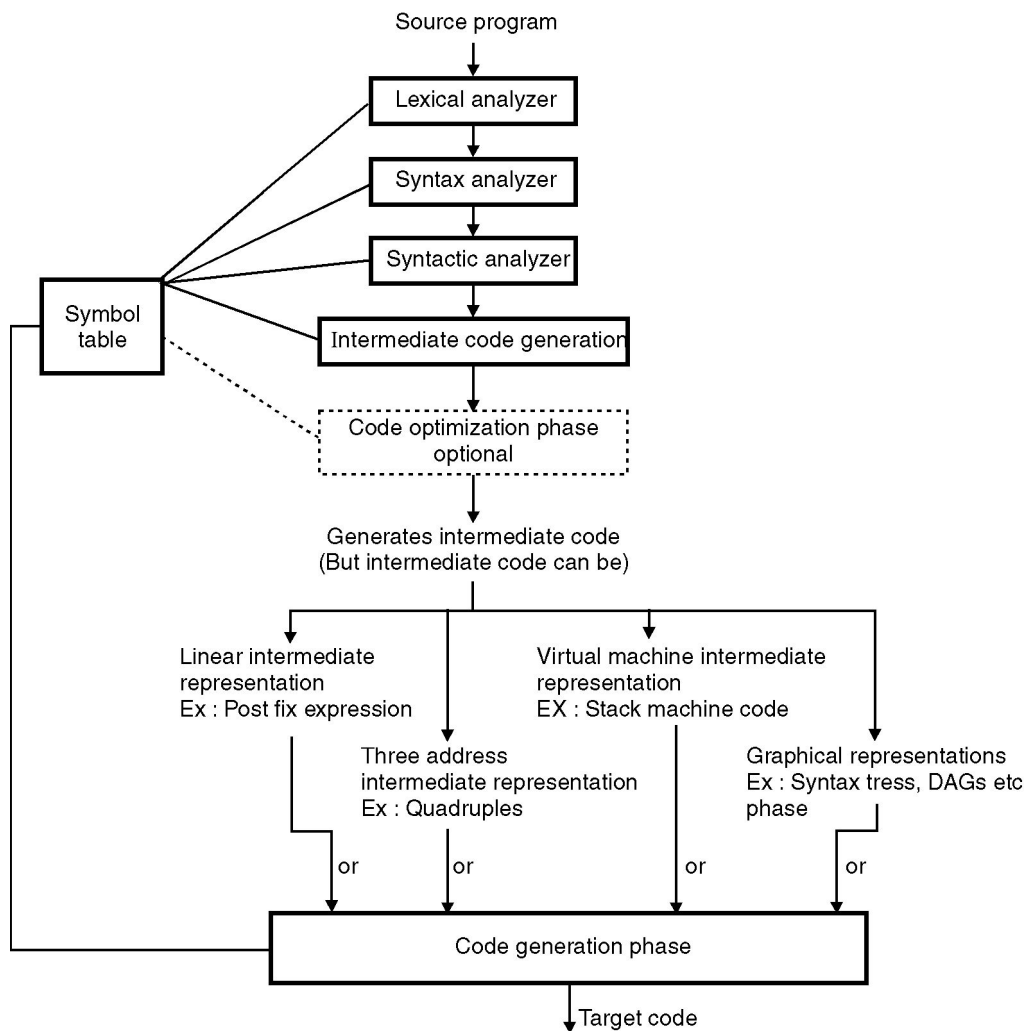 Source program
Lexical analyzer
Syntax analyzer
Syntactic analyzer
Symbol
table
Intermediate code generation
Code optimization phase
optional
Generates intermediate code
(But intermediate code can be)
Linear intermediate
representation
Ex : Post fix expression
Virtual machine intermediate
representation
EX : Stack machine code
Three address
intermediate representation
Ex : Quadruples
Graphical representations
Ex : Syntax tress, DAGs etc
phase
or
or
or
or
Code generation phase
Target code